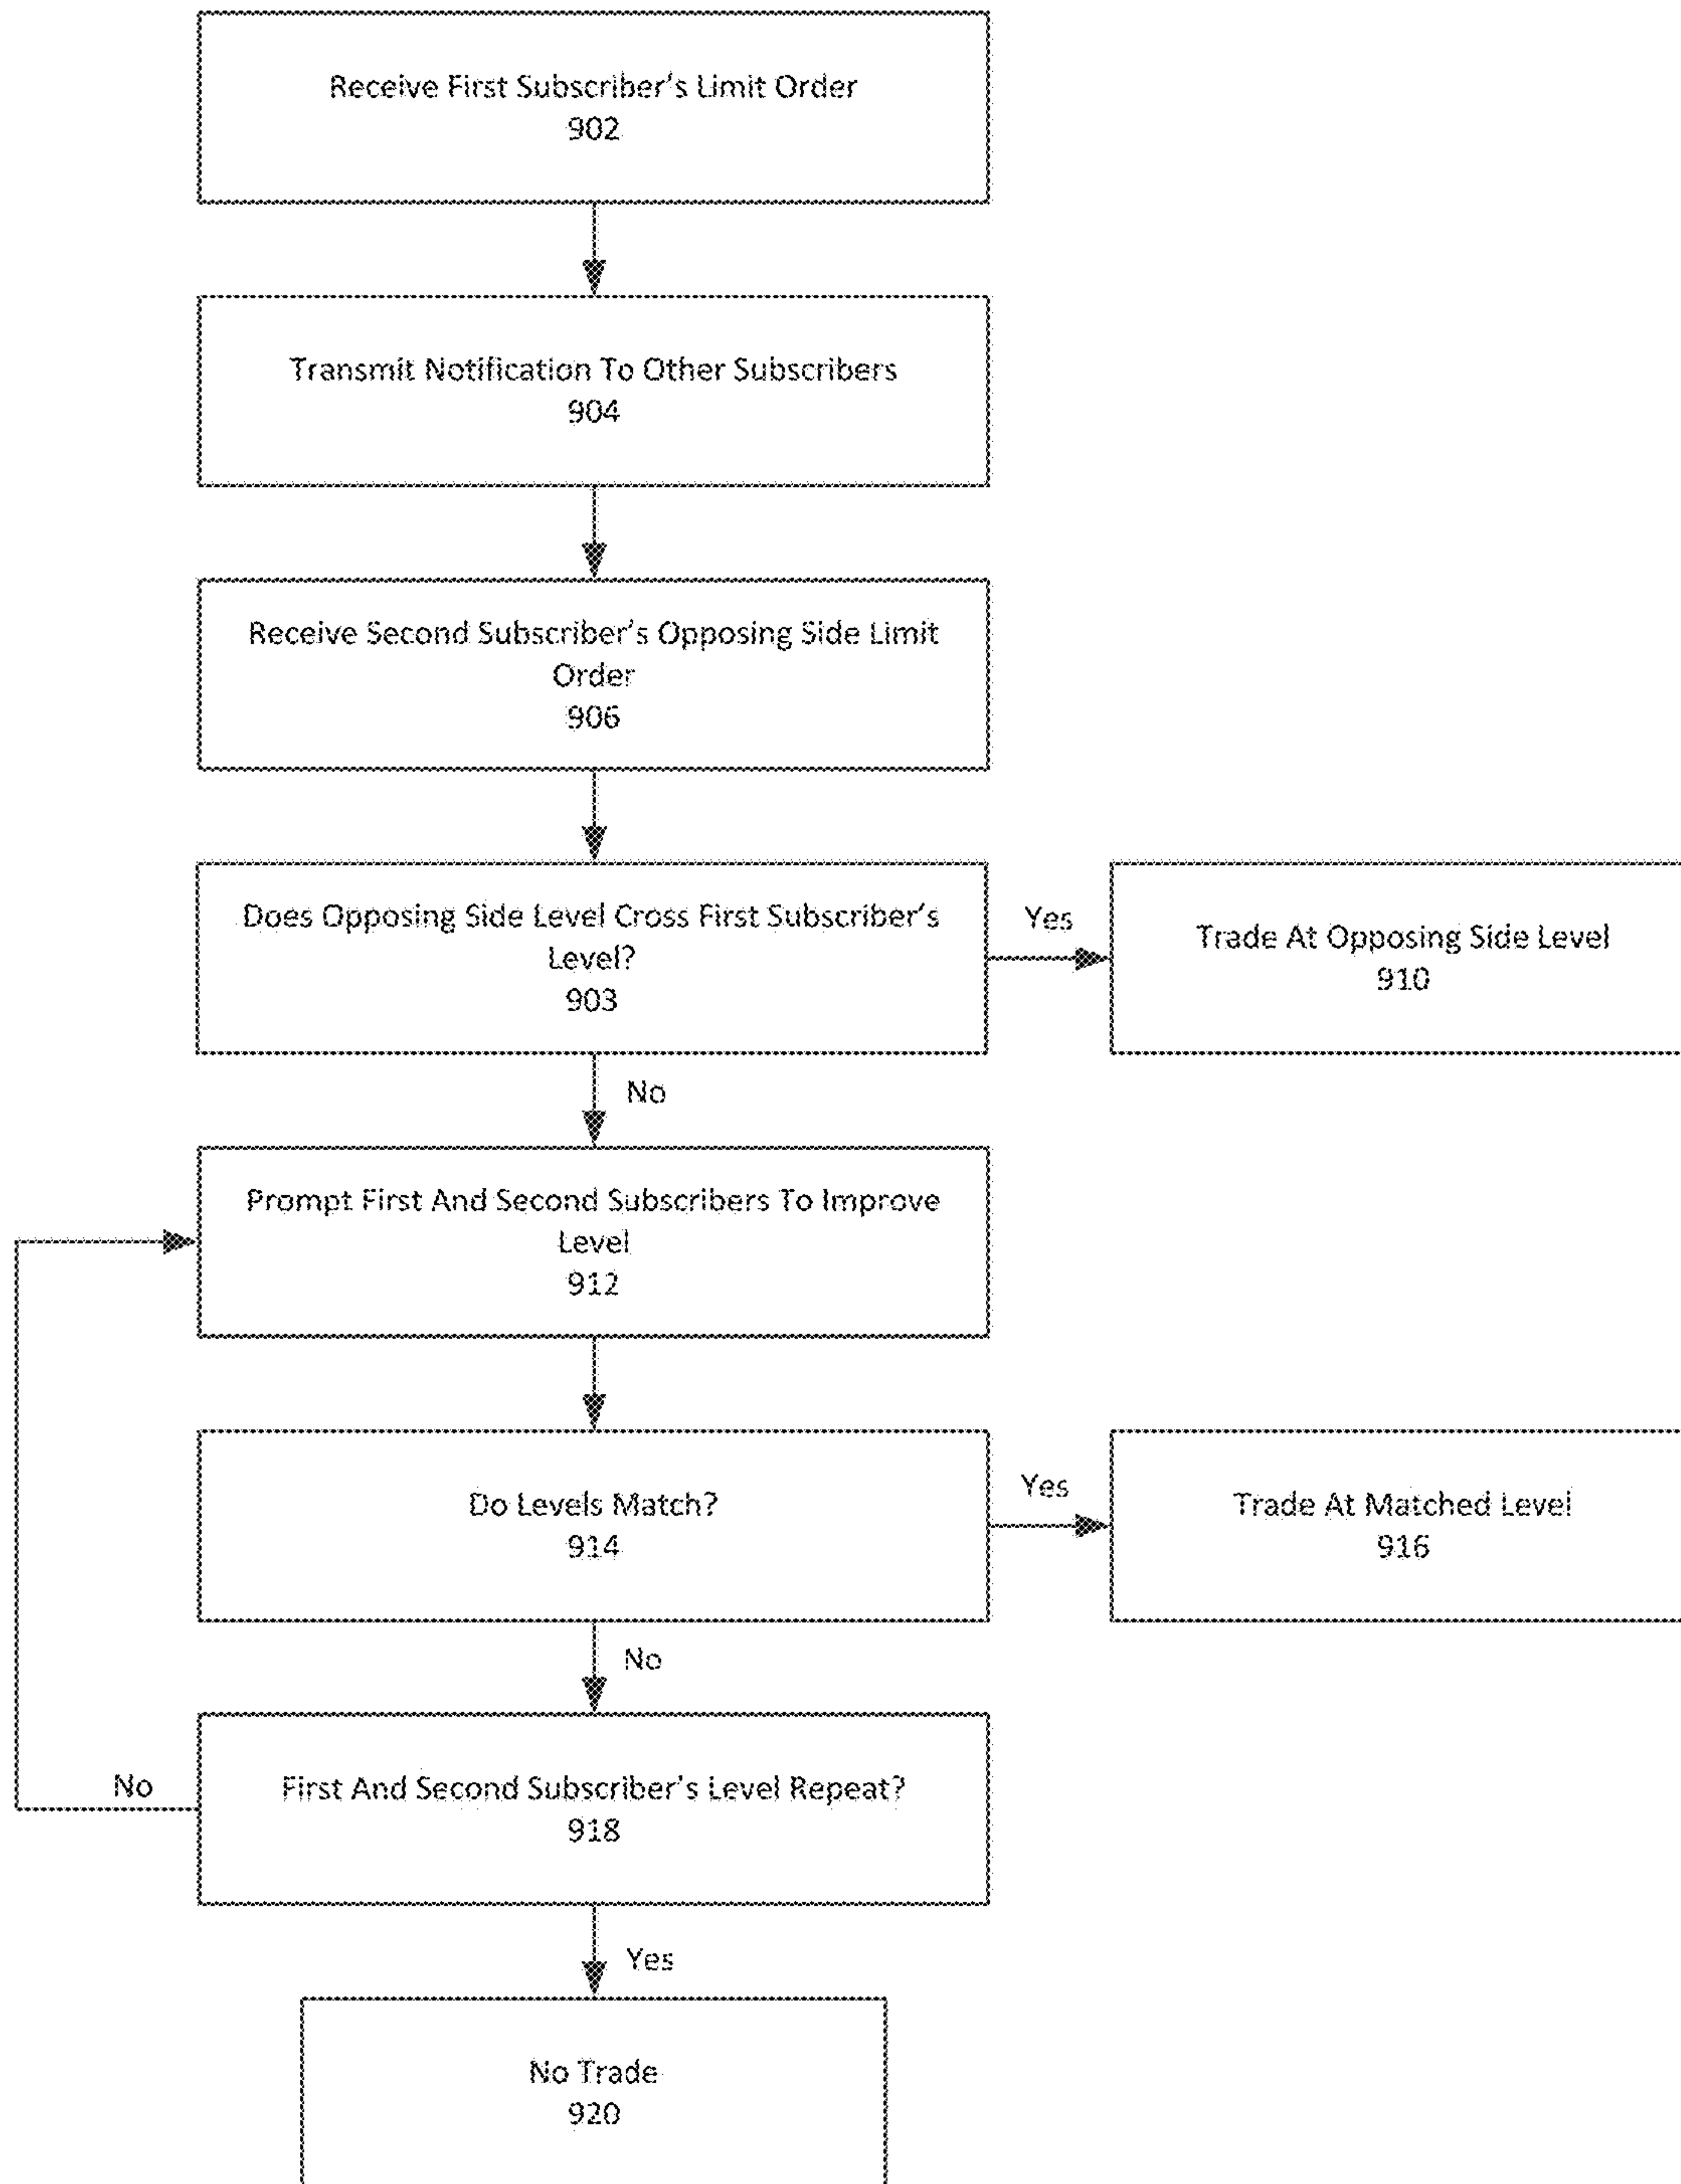 Receive First Subscriber's Limit Order
902
Transmit Notification To Other Subscribers
904
Receive Second Subscriber's Opposing Side Limit
Order
906
Does Opposing Side Level Cross First Subscriber's
Level?
903
Yes
Trade At Opposing Side Level
910
No
Prompt First And Second Subscribers To Improve
Level
912
Do Levels Match?
914
Yes
Trade At Matched Level
916
No
First And Second Subscriber's Level Repeat?
918
No
Yes
No Trade
920